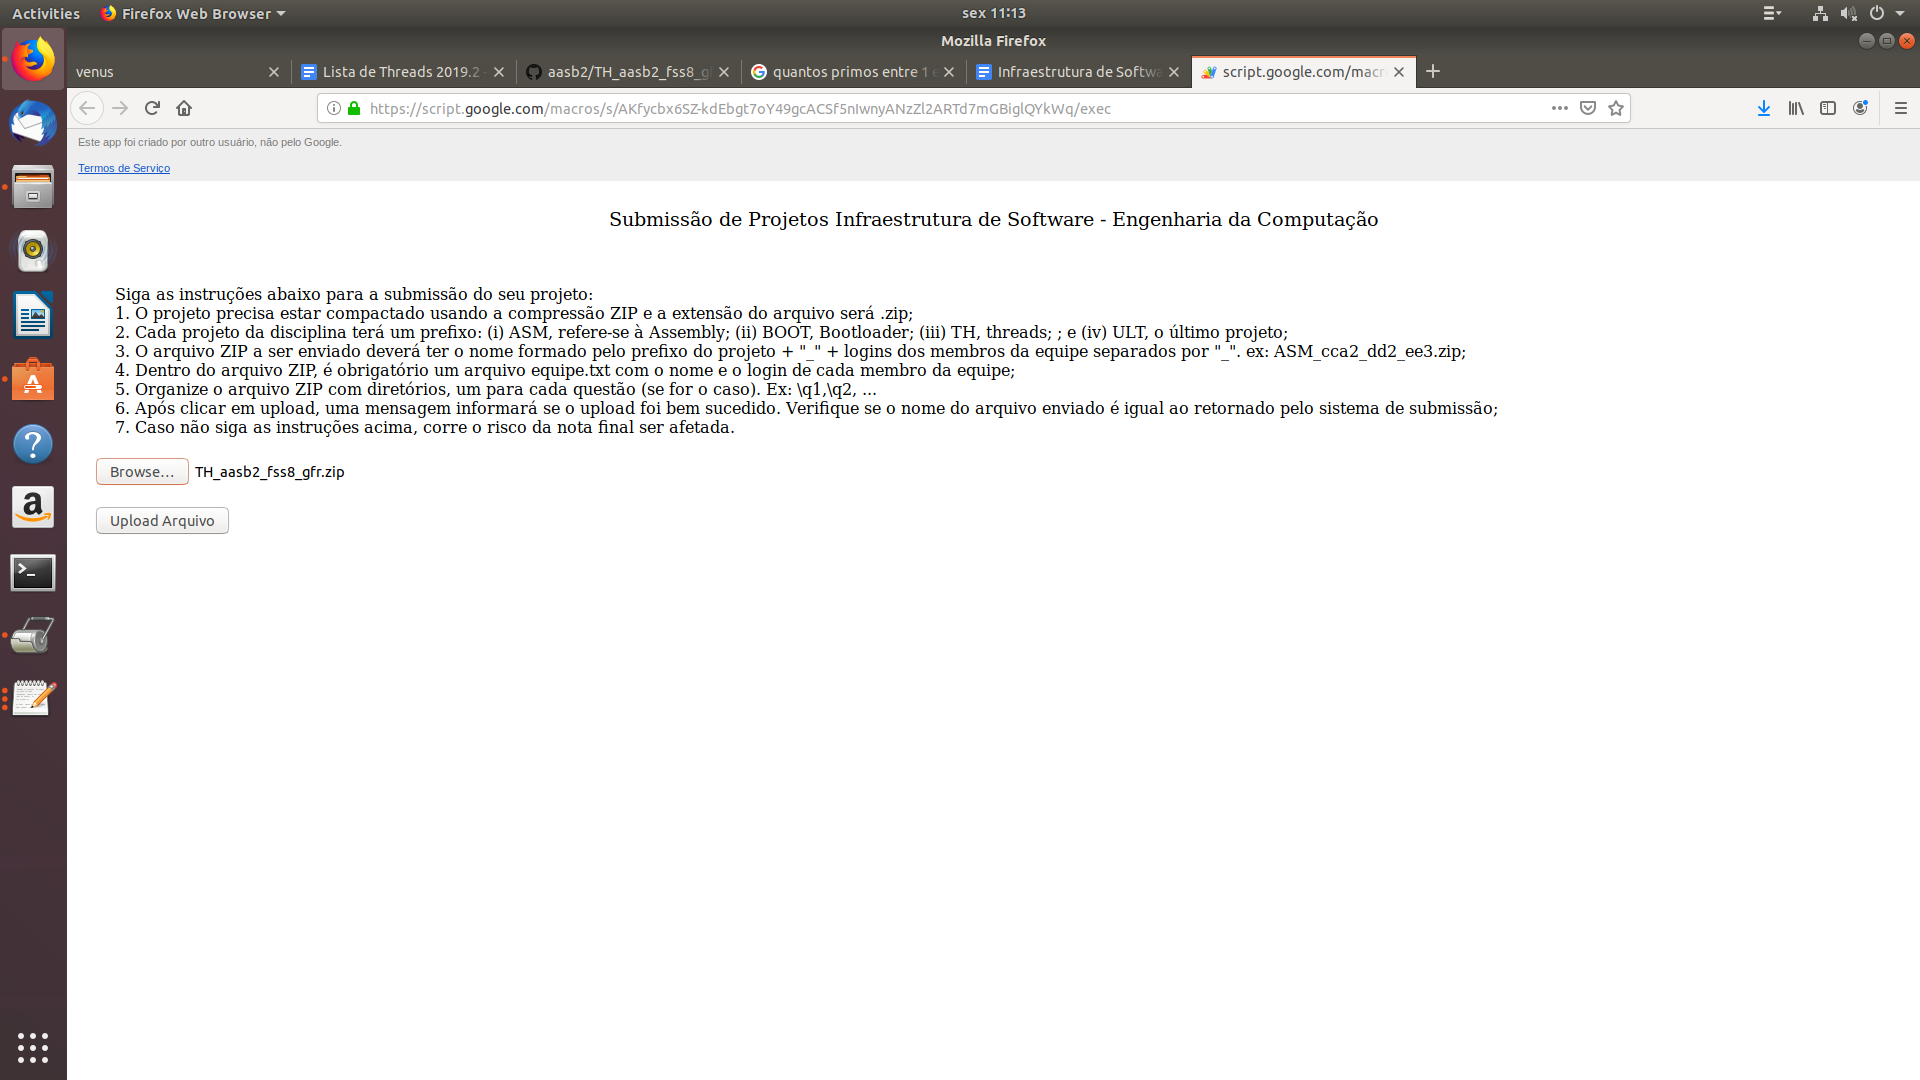 Activities
Firefox Web Browser
sex 11:13
Mozilla Firefox
venus
Lista de Threads 2019.2 -
aasb2/TH_aasb2_fss8_g
quantos primos entre 1 e
Infraestrutura de Softwa
script.google.com/macr
https://script.google.com/macros/s/AKfycbx6SZ-kdEbgt7oY49gcACSf5nIwnyANzZl2ARTd7mGBiglQYkWq/exec
Este app foi criado por outro usuário, não pelo Google.
Termos de Serviço
Submissão de Projetos Infraestrutura de Software - Engenharia da Computação
Siga as instruções abaixo para a submissão do seu projeto:
1. O projeto precisa estar compactado usando a compressão ZIP e a extensão do arquivo será .zip;
2. Cada projeto da disciplina terá um prefixo: (i) ASM, refere-se à Assembly; (ii) BOOT, Bootloader; (iii) TH, threads; ; e (iv) ULT, o último projeto;
3. O arquivo ZIP a ser enviado deverá ter o nome formado pelo prefixo do projeto + "_" + logins dos membros da equipe separados por "_". ex: ASM_cca2_dd2_ee3.zip;
4. Dentro do arquivo ZIP, é obrigatório um arquivo equipe.txt com o nome e o login de cada membro da equipe;
5. Organize o arquivo ZIP com diretórios, um para cada questão (se for o caso). Ex: \q1,\q2, ...
6. Após clicar em upload, uma mensagem informará se o upload foi bem sucedido. Verifique se o nome do arquivo enviado é igual ao retornado pelo sistema de submissão;
7. Caso não siga as instruções acima, corre o risco da nota final ser afetada.
Browse... TH_aasb2_fss8_gfr.zip
Upload Arquivo